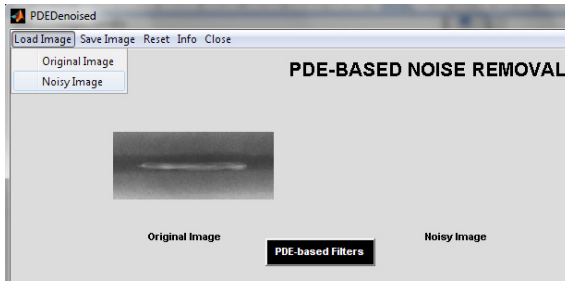 PDEDenoised
Load Image Save Image Reset Info Close
Original Image
Noisy Image
PDE-BASED NOISE REMOVAL
Original Image
Noisy Image
PDE-based Filters